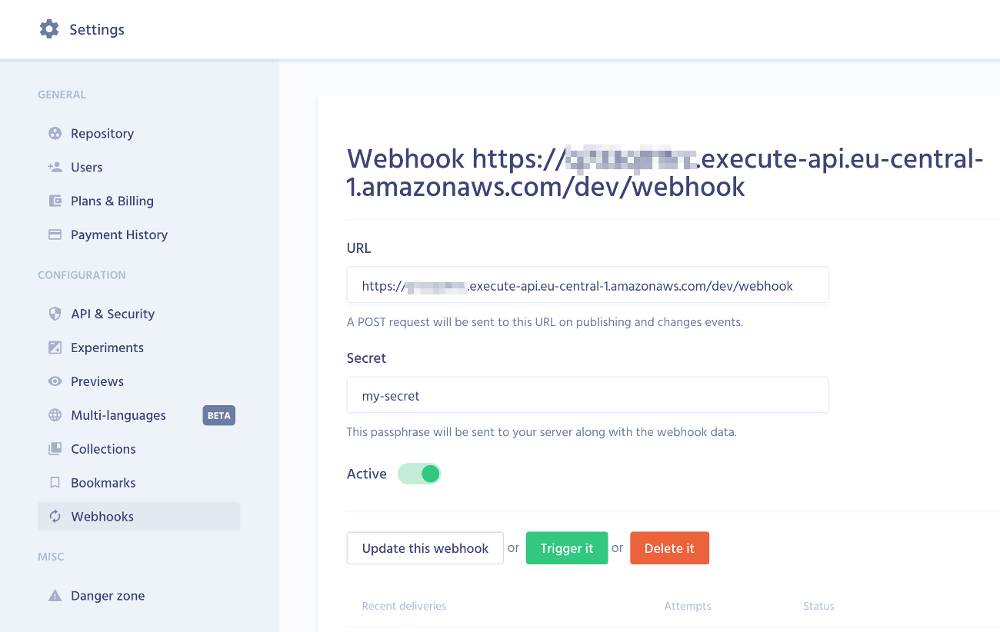 Settings
GENERAL
Repository
Users
Plans & Billing
Payment History
CONFIGURATION
API & Security
Experiments
Previews
Multi-languages BETA
Collections
Bookmarks
Webhooks
MISC
Danger zone
Webhook https:// .execute-api.eu-central-
1.amazonaws.com/dev/webhook
URL
https:// .execute-api.eu-central-1.amazonaws.com/dev/webhook
A POST request will be sent to this URL on publishing and changes events.
Secret
my-secret
This passphrase will be sent to your server along with the webhook data.
Active
Update this webhook or Trigger it or Delete it
Recent deliveries Attempts Status